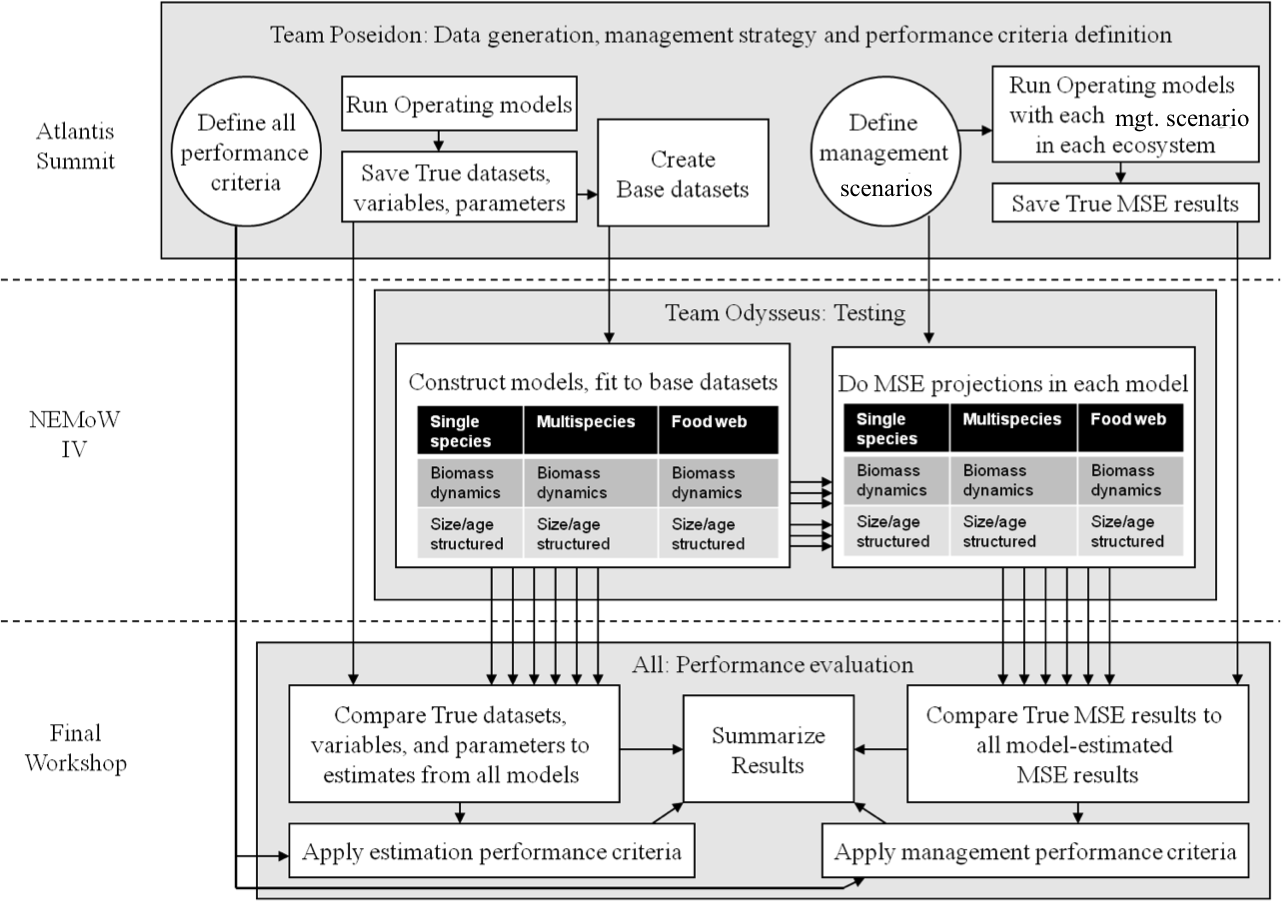 Team Poseidon: Data generation, management strategy and performance criteria definition
Atlantis
Summit
Define all
performance
criteria
Run Operating models
Save True datasets,
variables, parameters
Create
Base datasets
Define
management
scenarios
Run Operating models
with each mgt. scenario
in each ecosystem
Save True MSE results
NEMoW
IV
Team Odysseus: Testing
Construct models, fit to base datasets
Single
species
Multispecies
Food web
Biomass
dynamics
Biomass
dynamics
Biomass
dynamics
Size/age
structured
Size/age
structured
Size/age
structured
Do MSE projections in each model
Single
species
Multispecies
Food web
Biomass
dynamics
Biomass
dynamics
Biomass
dynamics
Size/age
structured
Size/age
structured
Size/age
structured
Final
Workshop
All: Performance evaluation
Compare True datasets,
variables, and parameters to
estimates from all models
Summarize
Results
Compare True MSE results to
all model-estimated
MSE results
Apply estimation performance criteria
Apply management performance criteria